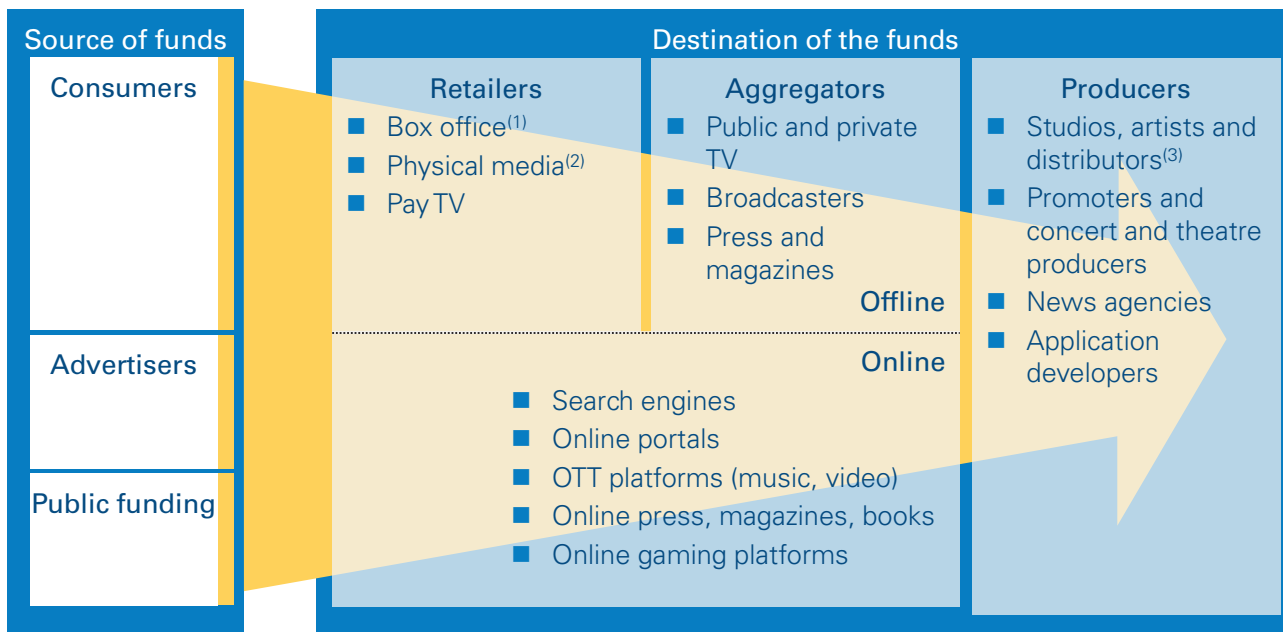 Source of funds
Consumers
Advertisers
Public funding
Destination of the funds
Retailers
■ Box office(1)
■ Physical media(2)
■ Pay TV
Aggregators
■ Public and private
TV
■ Broadcasters
■ Press and
magazines
Offline
Online
■ Search engines
■ Online portals
■ OTT platforms (music, video)
■ Online press, magazines, books
■ Online gaming platforms
Producers
■ Studios, artists and
distributors(3)
■ Promoters and
concert and theatre
producers
■ News agencies
■ Application
developers